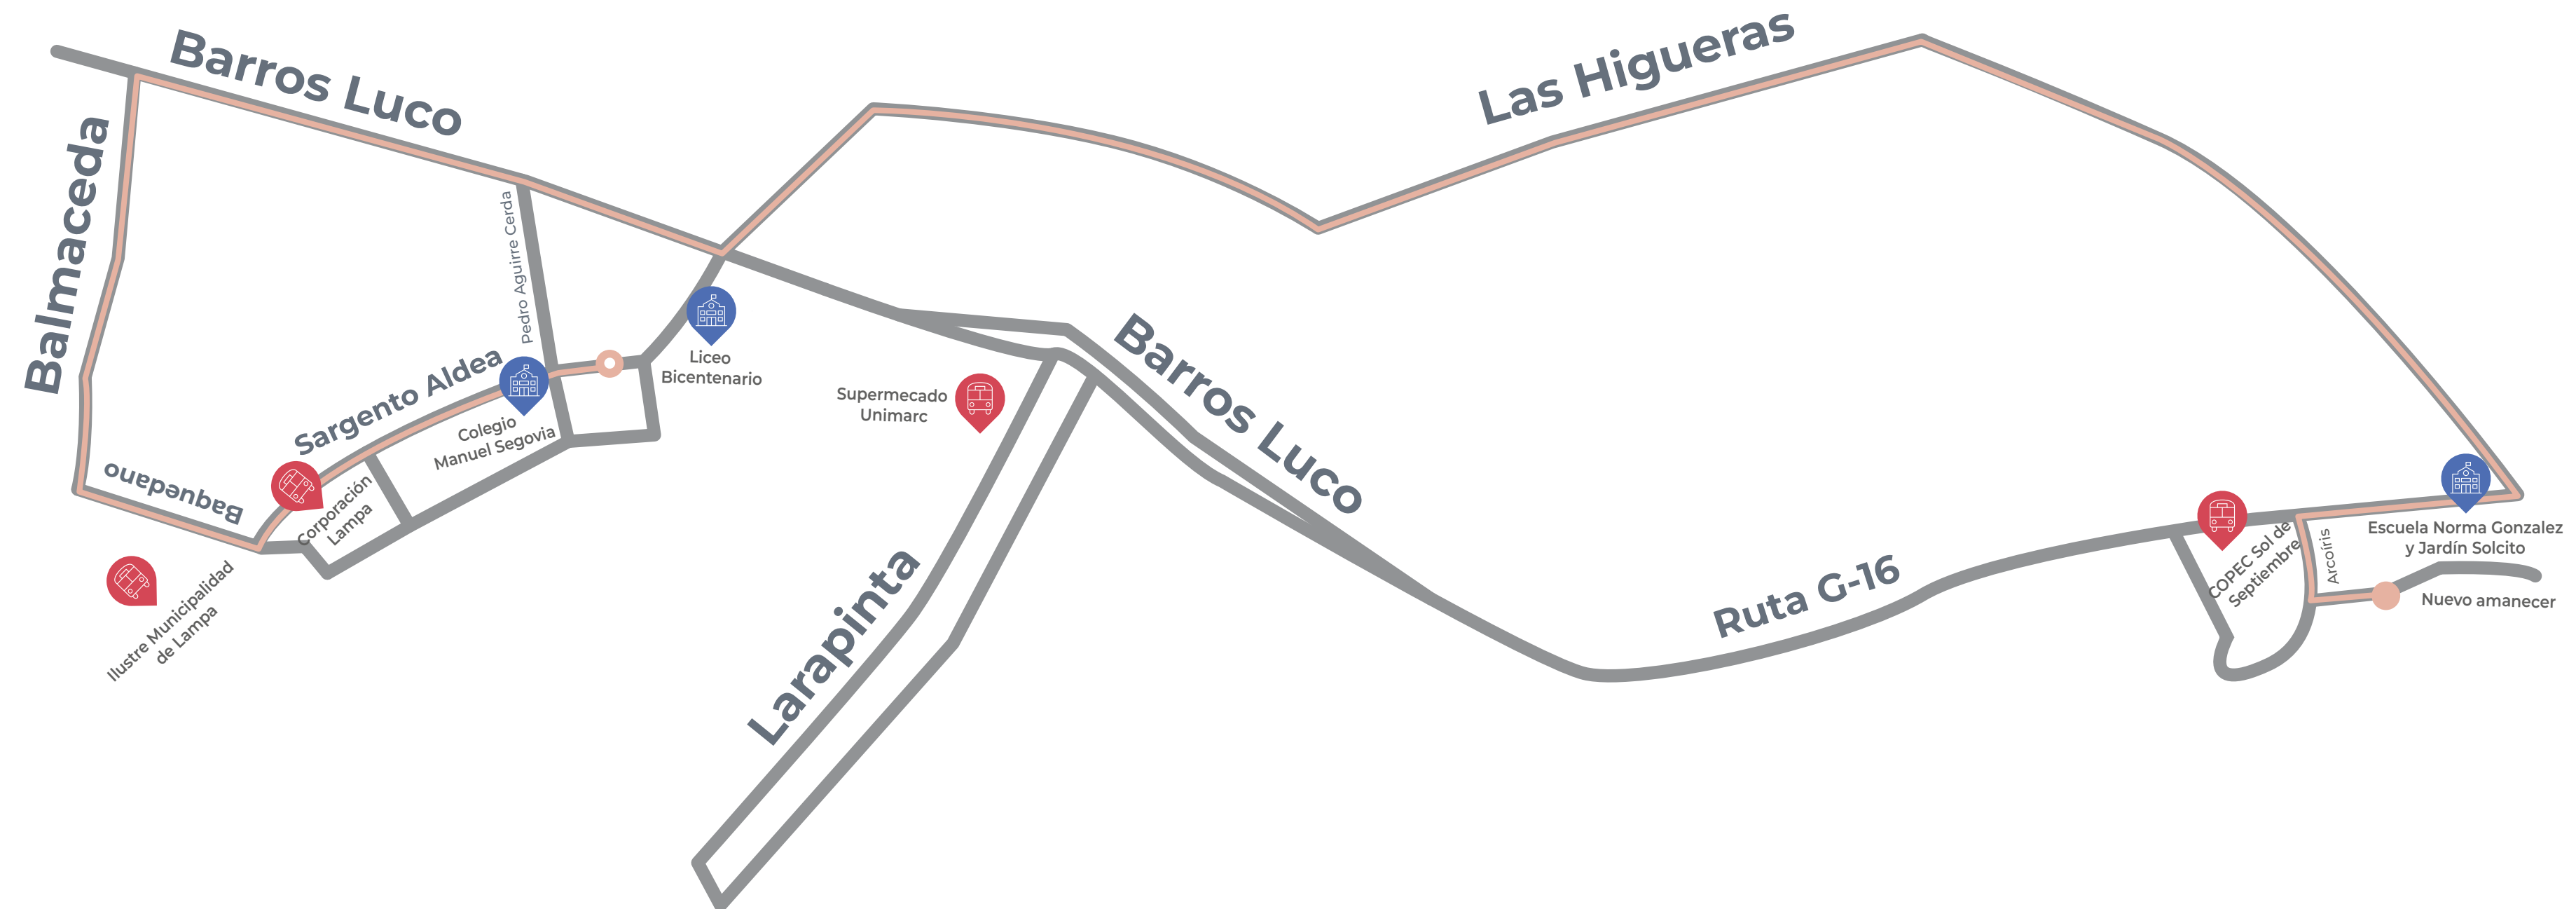 Barros Luco
Las Higueras
Balmaceda
Pedro Aguirre Cerda
Sargento Aldea
Liceo
Bicentenario
Colegio
Manuel Segovia
Supermecado
Unimarc
Barros Luco
Baquedano
Corporación
Lampa
Ilustre Municipalidad
de Lampa
Larapinta
Ruta G-16
COPEC Sol de
Septiembre
Arcoíris
Escuela Norma Gonzalez
y Jardín Solcito
Nuevo amanecer